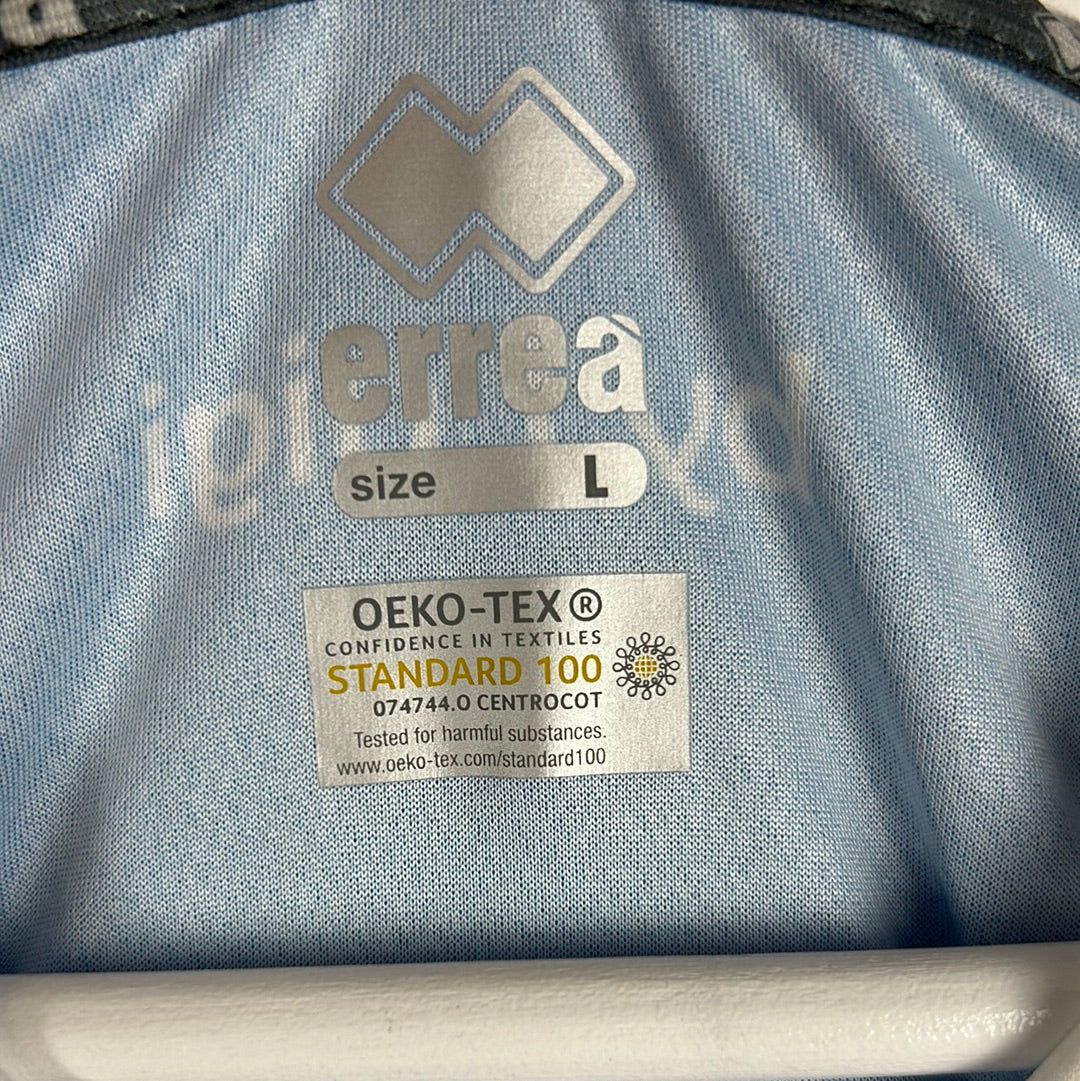 erreà
size L
OEKO-TEX®
CONFIDENCE IN TEXTILES
STANDARD 100
074744.0 CENTROCOT
Tested for harmful substances.
www.oeko-tex.com/standard100